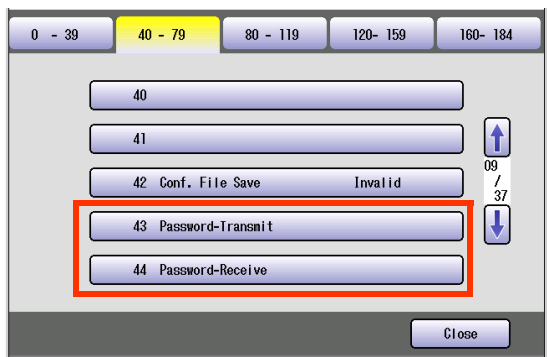 0 - 39 40 - 79 80 - 119 120- 159 160- 184
40
41
42 Conf. File Save Invalid
09
/
37
43 Password-Transmit
44 Password-Receive
Close